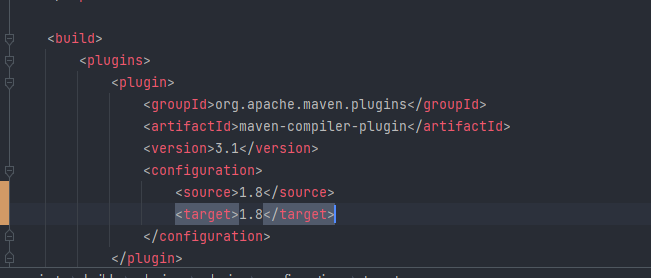 <build>
<plugins>
<plugin>
<groupId>org.apache.maven.plugins</groupId>
<artifactId>maven-compiler-plugin</artifactId>
<version>3.1</version>
<configuration>
<source>1.8</source>
<target>1.8</target>
</configuration>
</plugin>